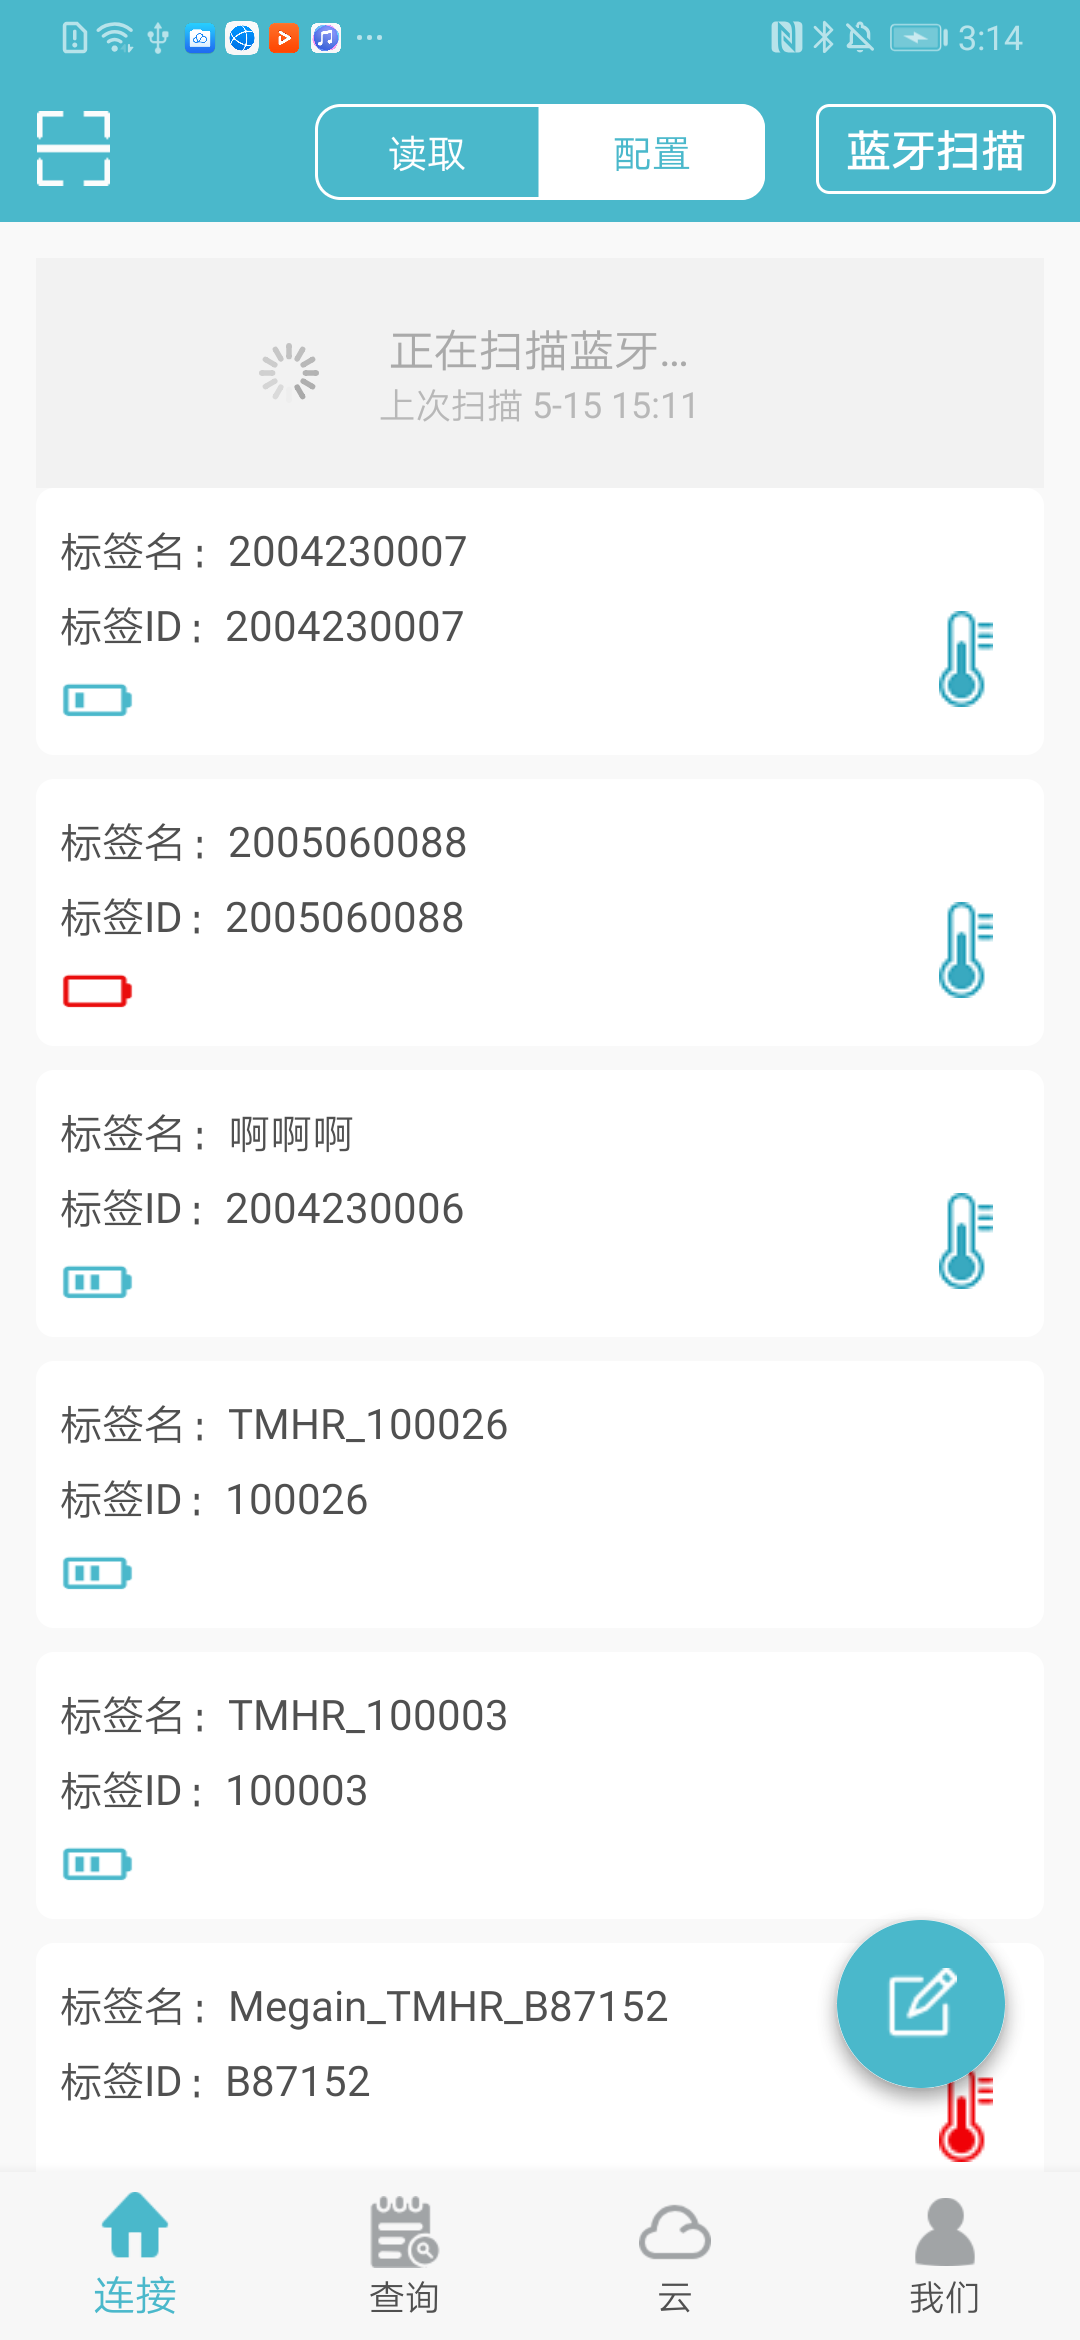 3:14
读取
配置
蓝牙扫描
正在扫描蓝牙...
上次扫描 5-15 15:11
标签名：2004230007
标签ID：2004230007
标签名：2005060088
标签ID：2005060088
标签名：啊啊啊
标签ID：2004230006
标签名：TMHR_100026
标签ID：100026
标签名：TMHR_100003
标签ID：100003
标签名：Megain_TMHR_B87152
标签ID：B87152
连接
查询
云
我们